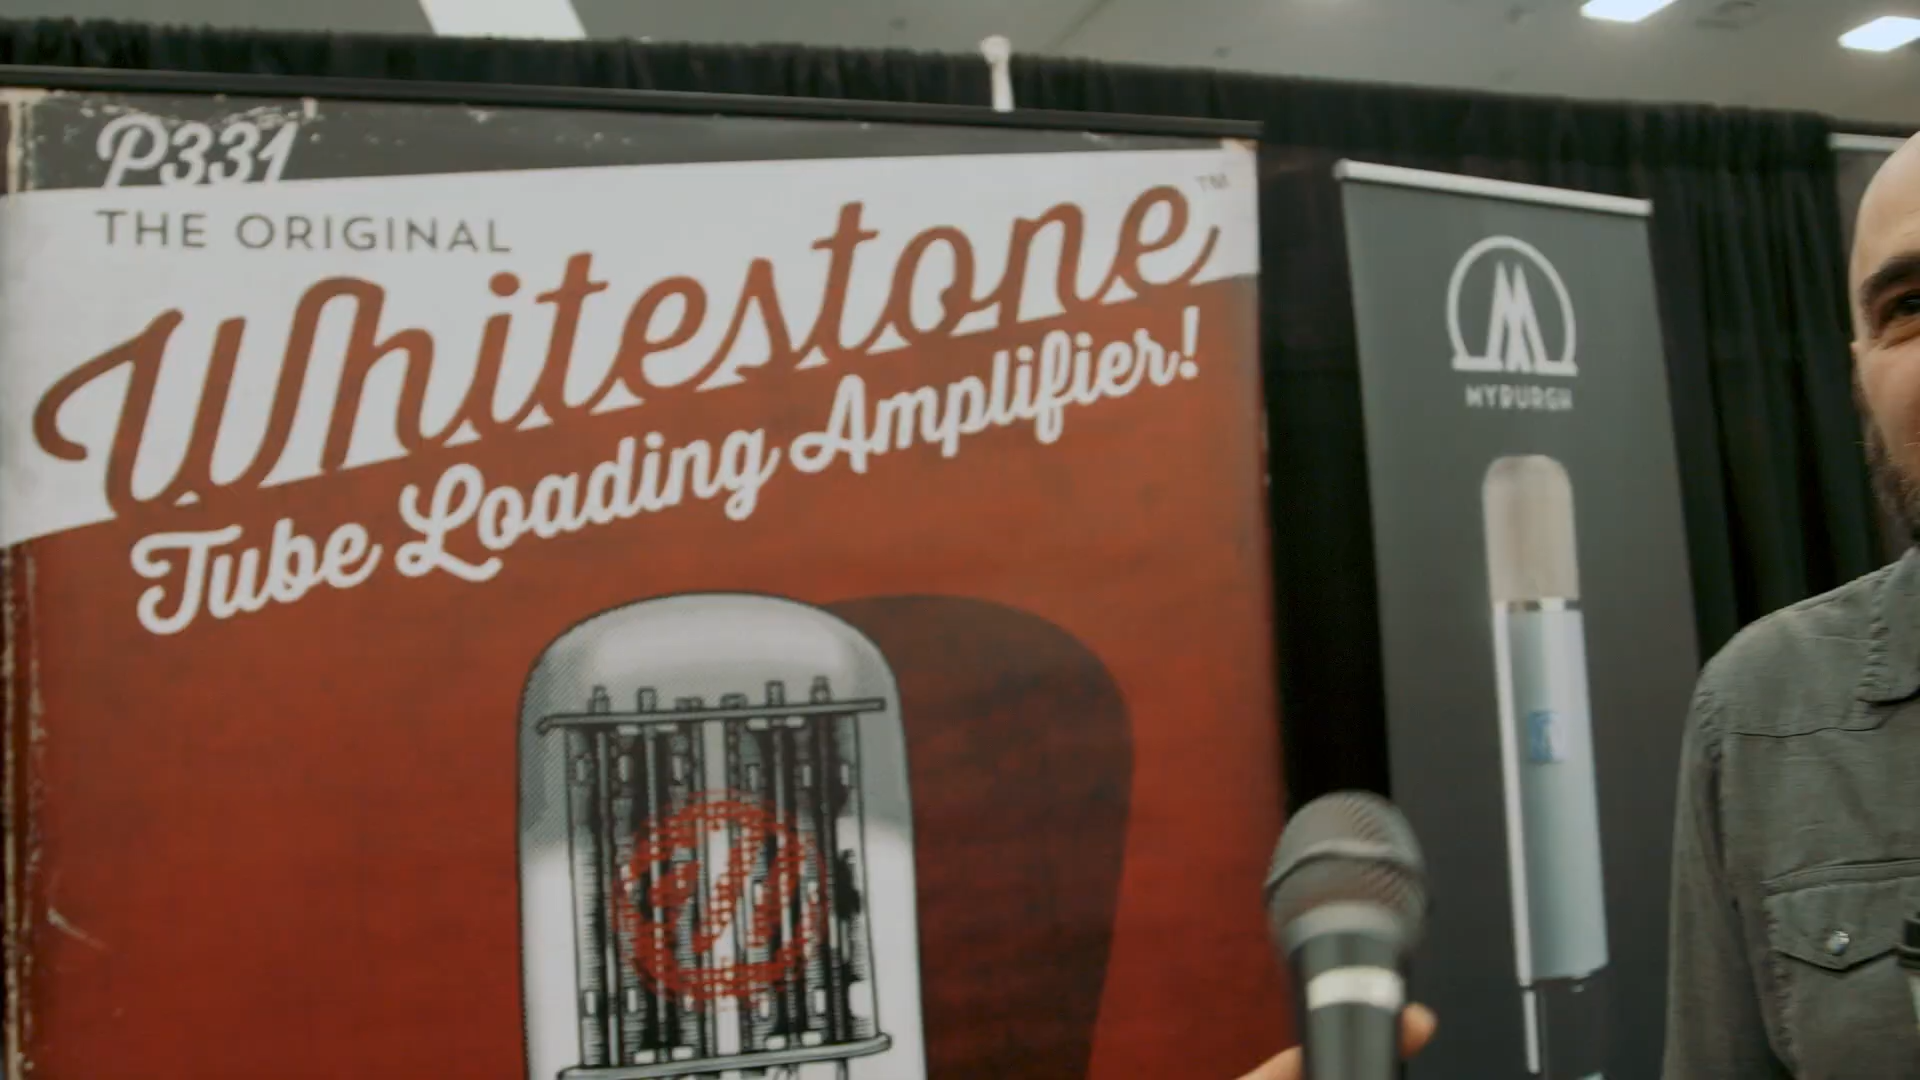 P331
THE ORIGINAL
Whitestone™
Tube Loading Amplifier!
MYBURGH